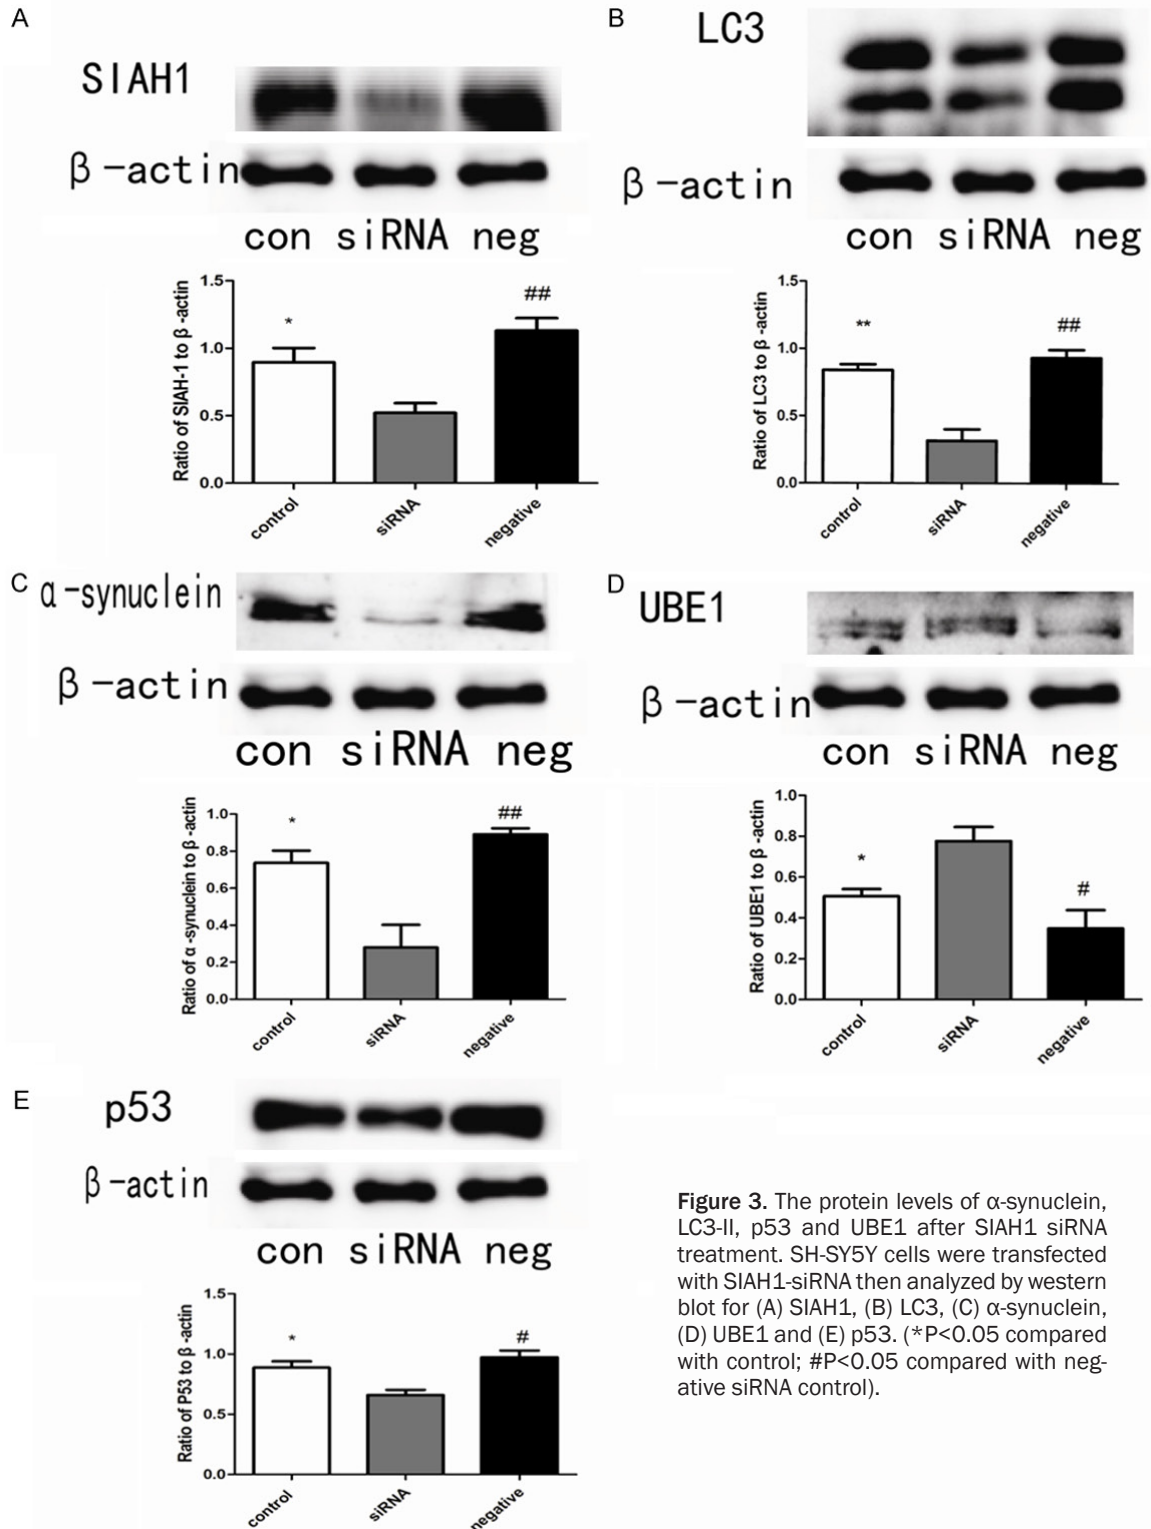 A
SIAH1
β-actin
con siRNA neg
Ratio of SIAH-1 to β-actin
1.5
1.0
0.5
0.0
*
##
control
siRNA
negative
B
LC3
β-actin
con siRNA neg
Ratio of LC3 to β-actin
1.5
1.0
0.5
0.0
**
##
control
siRNA
negative
C
α-synuclein
β-actin
con siRNA neg
Ratio of α-synuclein to β-actin
1.0
0.8
0.6
0.4
0.2
0.0
*
##
control
siRNA
negative
D
UBE1
β-actin
con siRNA neg
Ratio of UBE1 to β-actin
1.0
0.8
0.6
0.4
0.2
0.0
*
#
control
siRNA
negative
E
p53
β-actin
con siRNA neg
Ratio of P53 to β-actin
1.5
1.0
0.5
0.0
*
#
control
siRNA
negative
Figure 3. The protein levels of α-synuclein,
LC3-II, p53 and UBE1 after SIAH1 siRNA
treatment. SH-SY5Y cells were transfected
with SIAH1-siRNA then analyzed by western
blot for (A) SIAH1, (B) LC3, (C) α-synuclein,
(D) UBE1 and (E) p53. (*P<0.05 compared
with control; #P<0.05 compared with neg-
ative siRNA control).